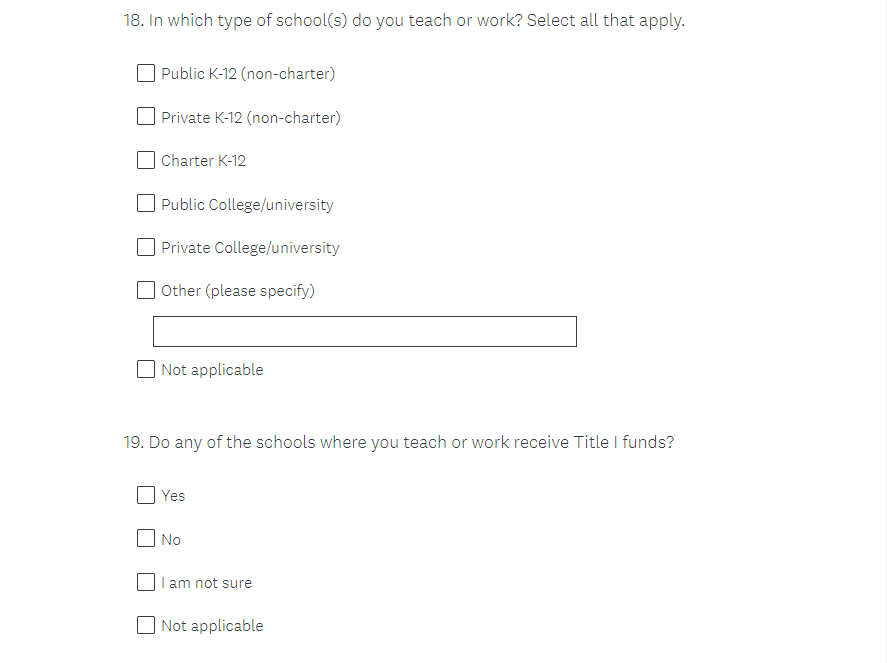 18. In which type of school(s) do you teach or work? Select all that apply.
Public K-12 (non-charter)
Private K-12 (non-charter)
Charter K-12
Public College/university
Private College/university
Other (please specify)
Not applicable
19. Do any of the schools where you teach or work receive Title I funds?
Yes
No
I am not sure
Not applicable